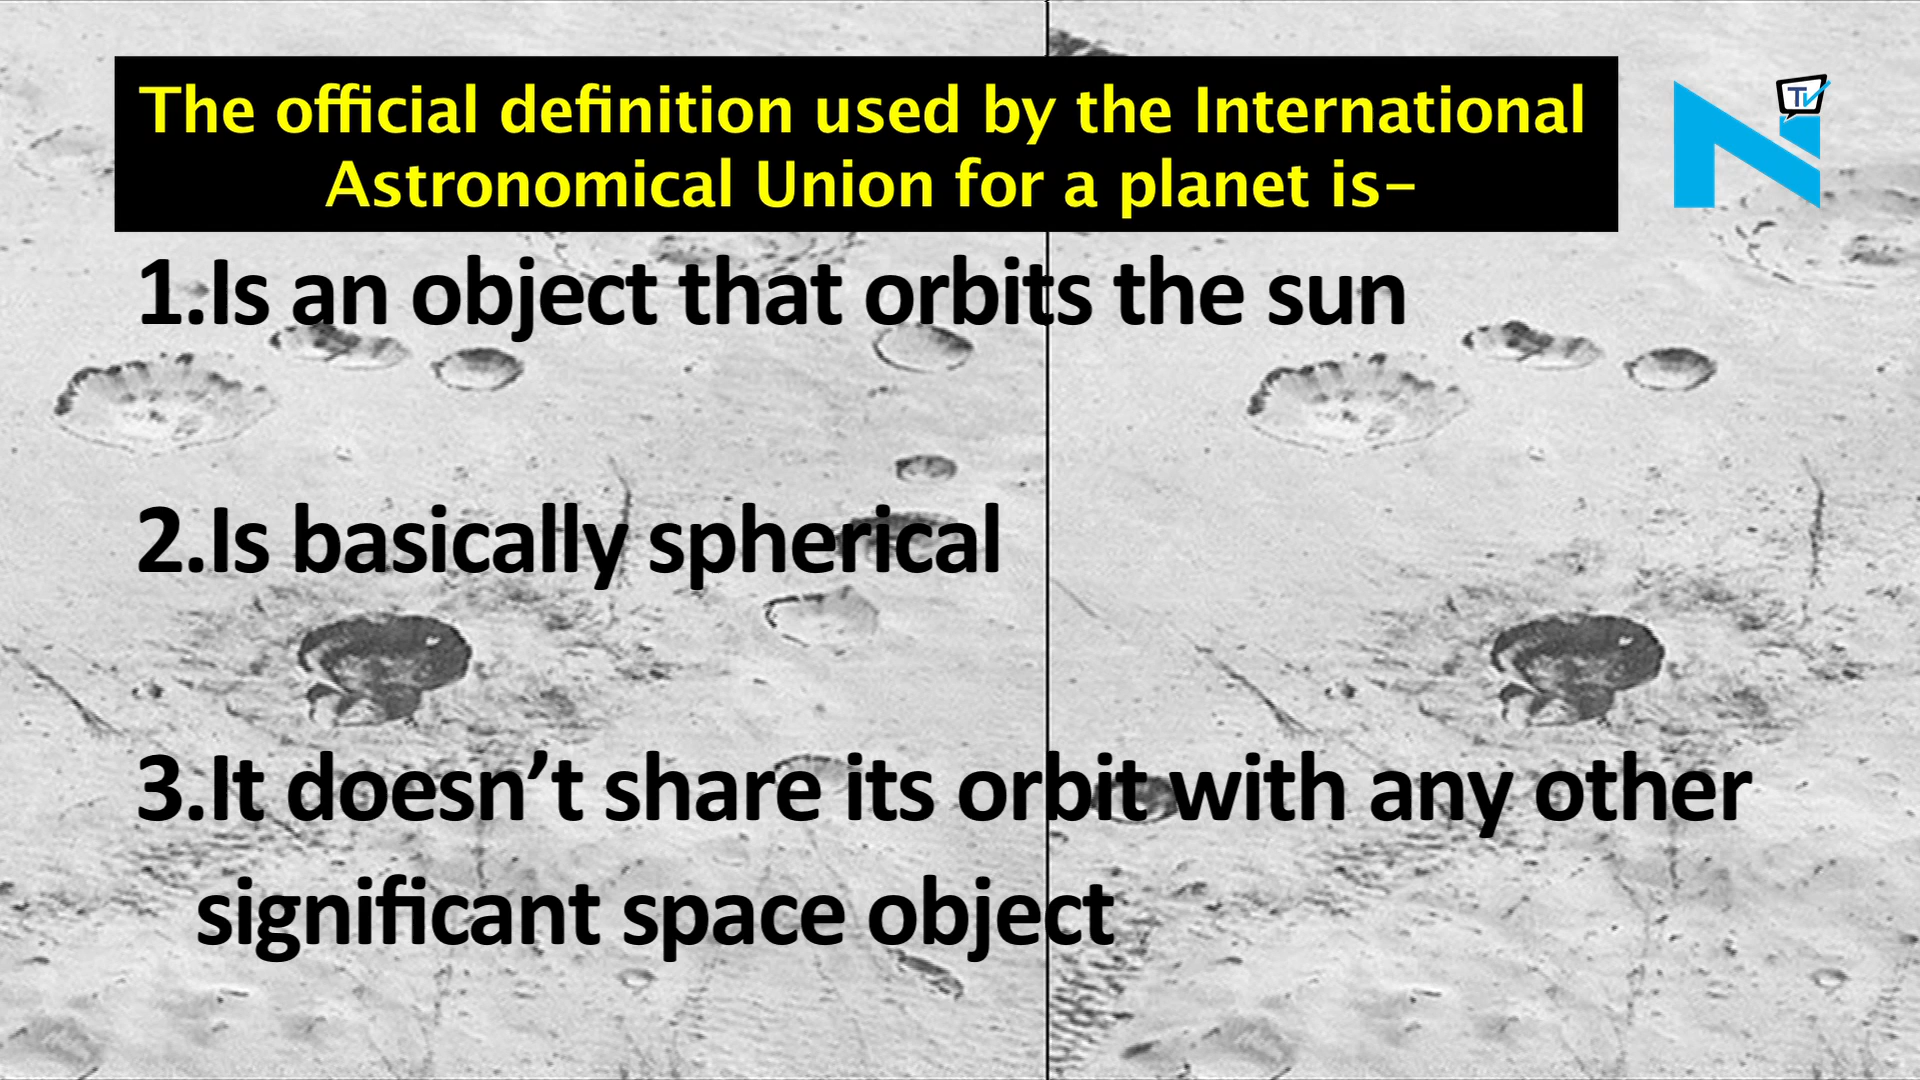 The official definition used by the International
Astronomical Union for a planet is-
TV
1.Is an object that orbits the sun
2.Is basically spherical
3.It doesn’t share its orbit with any other
significant space object